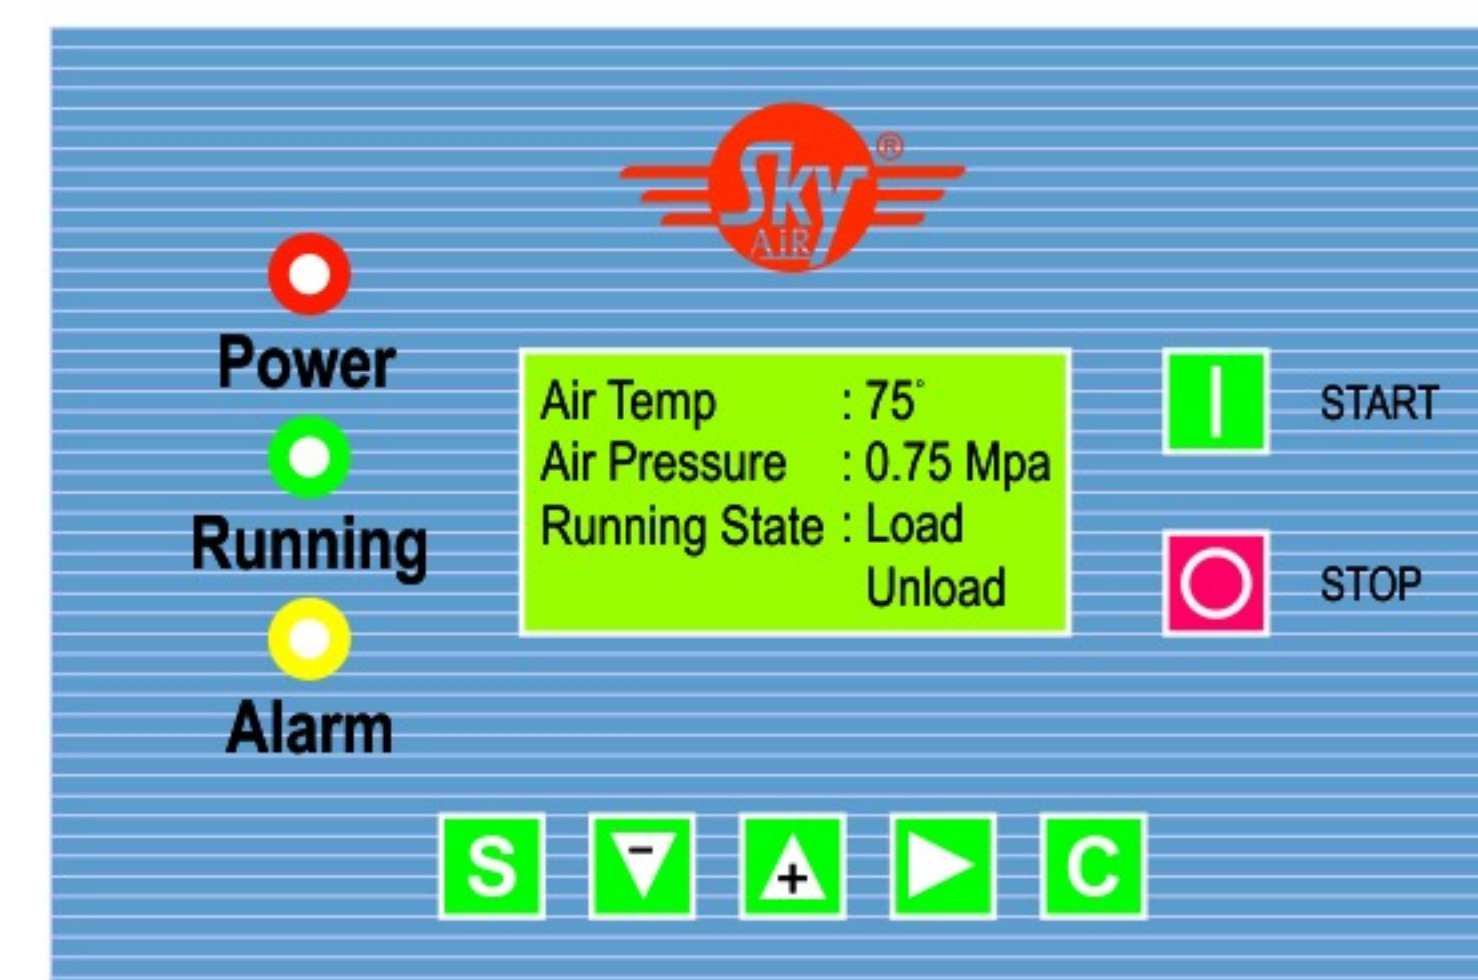 Sky ®
AiR
Power
Running
Alarm
Air Temp : 75°
Air Pressure : 0.75 Mpa
Running State : Load
Unload
START
STOP
S - + C